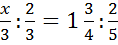 x/3 : 2/3 = 1 3/4 : 2/5